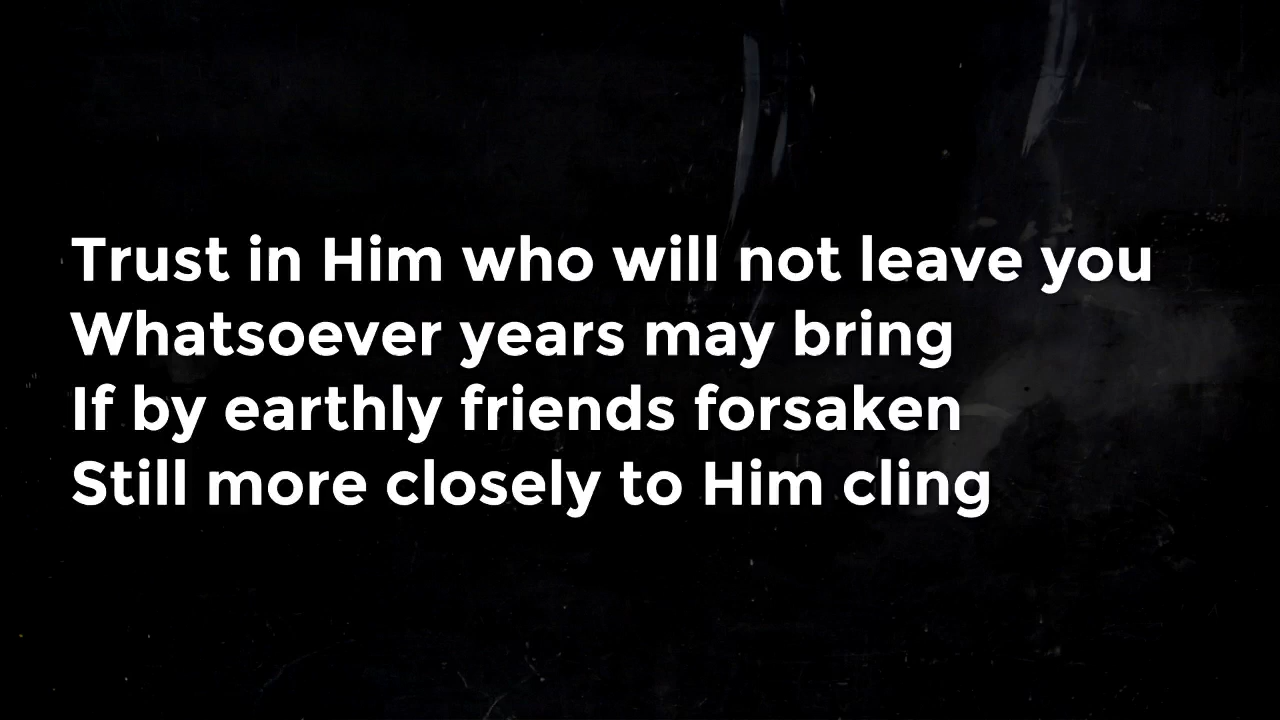 Trust in Him who will not leave you
Whatsoever years may bring
If by earthly friends forsaken
Still more closely to Him cling